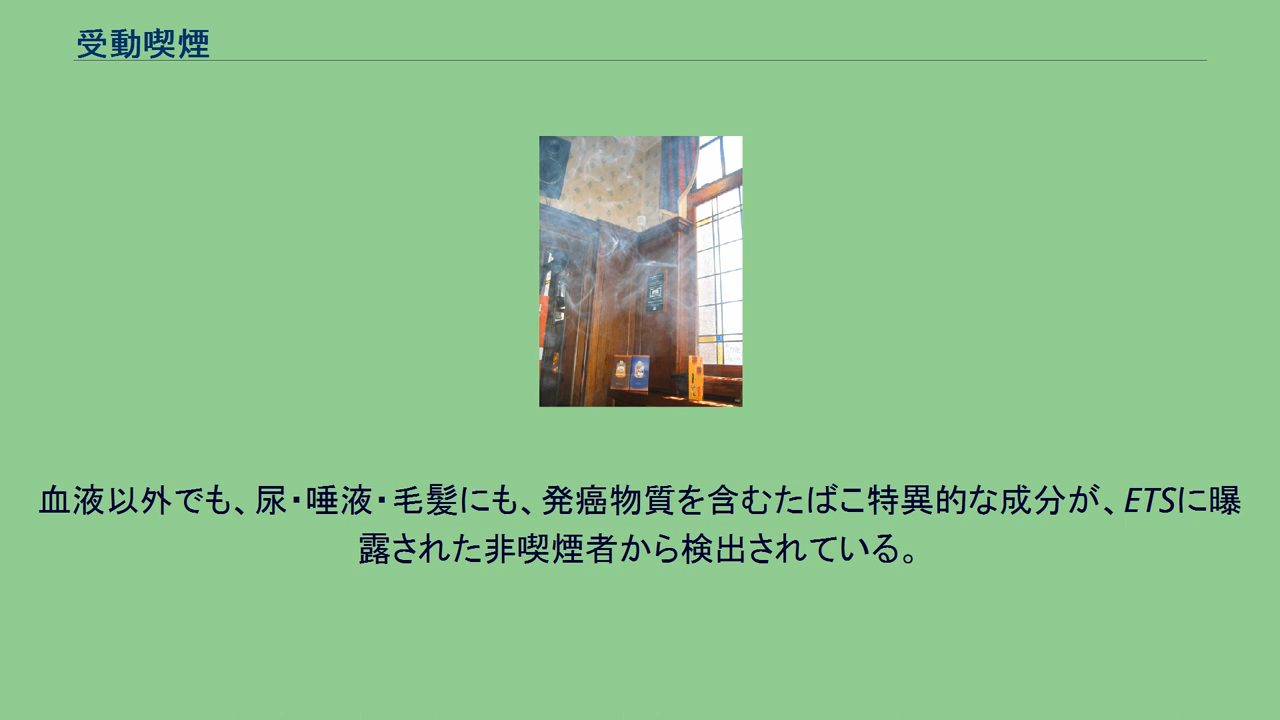 受動喫煙
血液以外でも、尿・唾液・毛髪にも、発癌物質を含むたばこ特異的な成分が、ETSに曝
露された非喫煙者から検出されている。